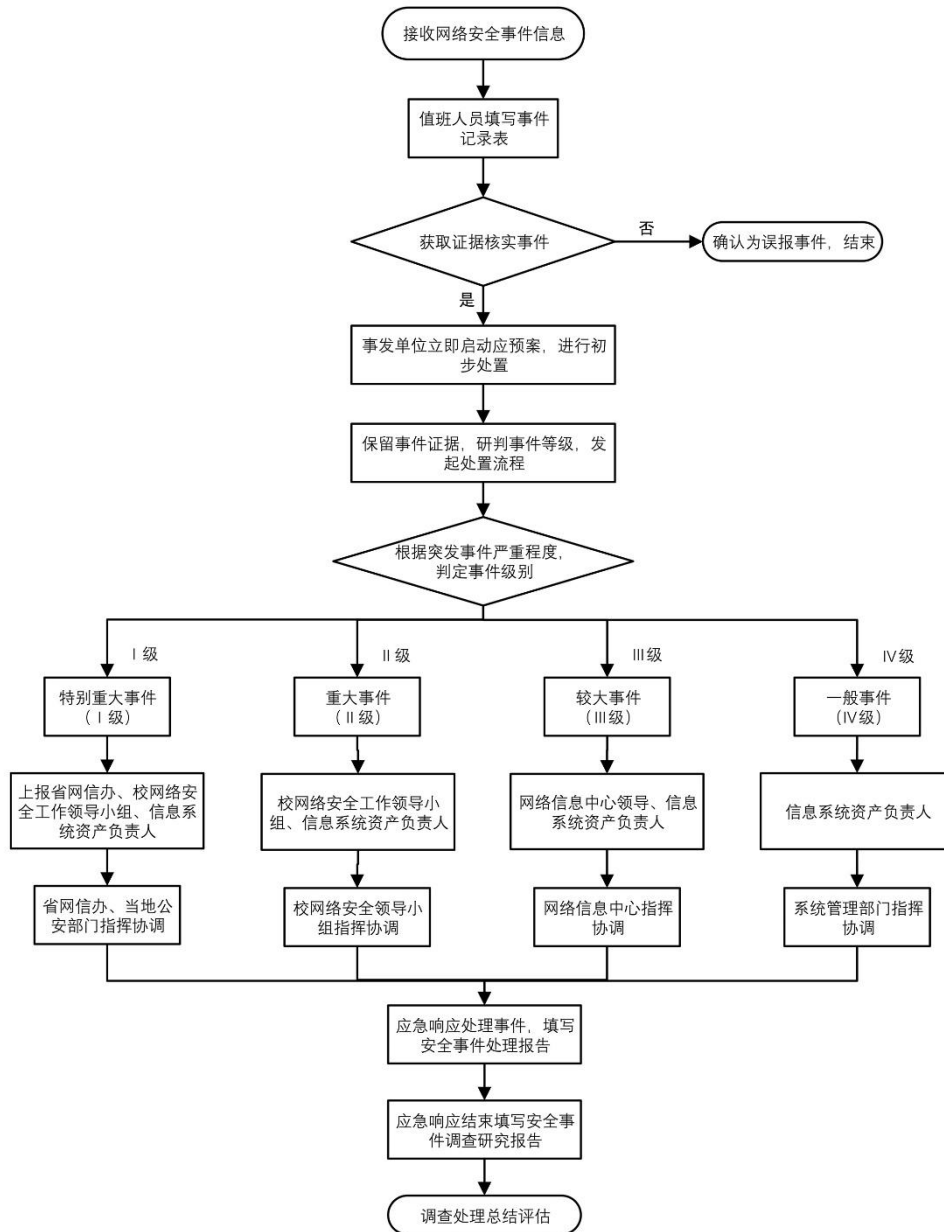 接收网络安全事件信息
值班人员填写事件
记录表
获取证据核实事件
否
确认为误报事件，结束
是
事发单位立即启动应预案，进行初
步处置
保留事件证据，研判事件等级，发
起处置流程
根据突发事件严重程度，
判定事件级别
Ⅰ级
Ⅱ级
Ⅲ级
Ⅳ级
特别重大事件
（Ⅰ级）
重大事件
（Ⅱ级）
较大事件
（Ⅲ级）
一般事件
（Ⅳ级）
上报省网信办、校网络安
全工作领导小组、信息系
统资产负责人
校网络安全工作领导小
组、信息系统资产负责人
网络信息中心领导、信息
系统资产负责人
信息系统资产负责人
省网信办、当地公
安部门指挥协调
校网络安全领导小
组指挥协调
网络信息中心指挥
协调
系统管理部门指挥
协调
应急响应处理事件，填写
安全事件处理报告
应急响应结束填写安全事
件调查研究报告
调查处理总结评估